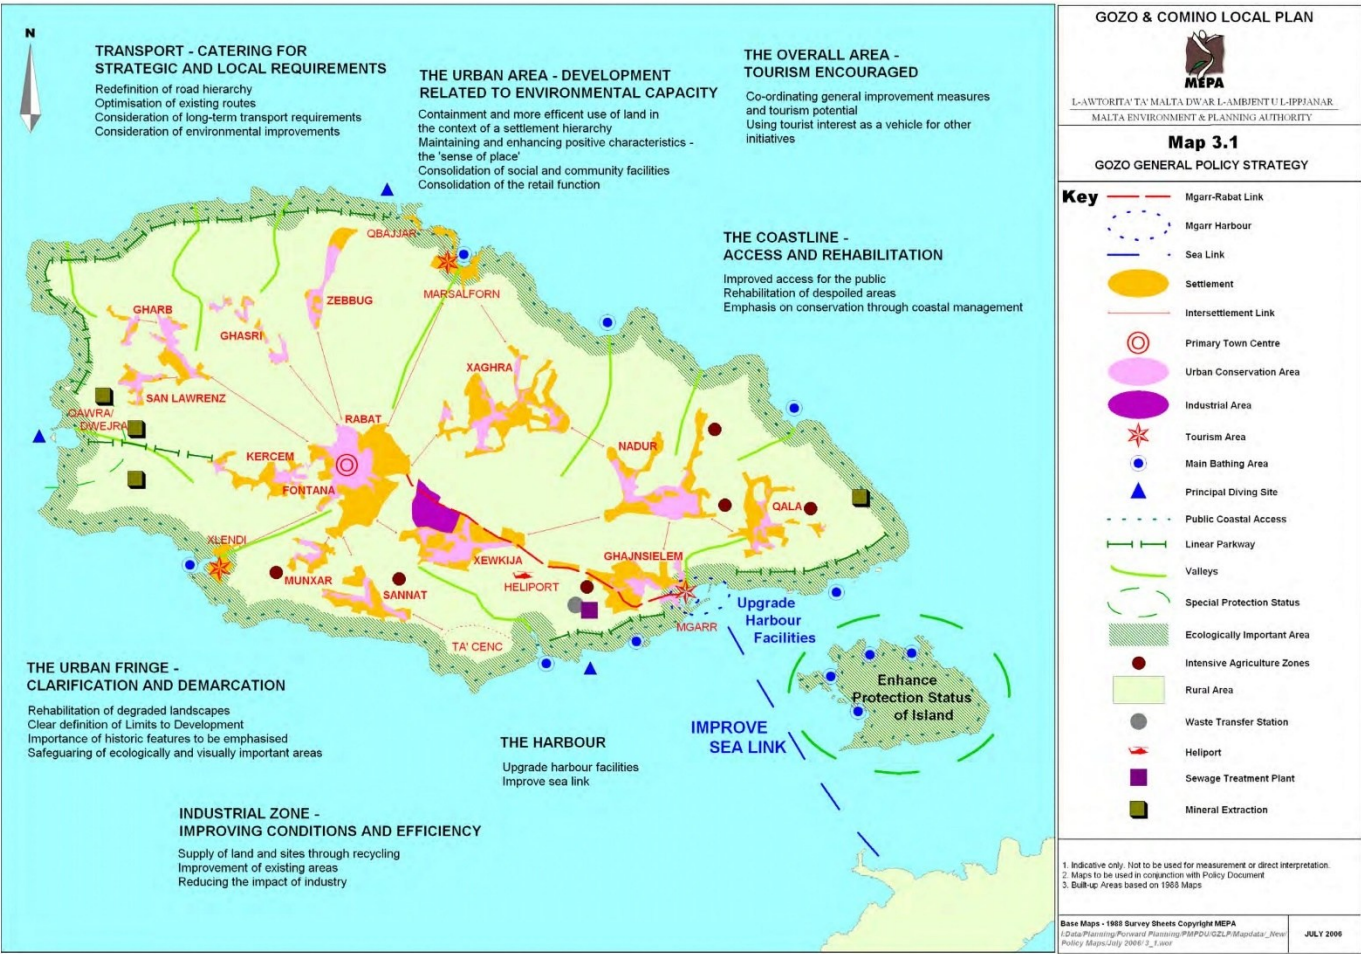 N
TRANSPORT - CATERING FOR
STRATEGIC AND LOCAL REQUIREMENTS
Redefinition of road hierarchy
Optimisation of existing routes
Consideration of long-term transport requirements
Consideration of environmental improvements
THE URBAN AREA - DEVELOPMENT
RELATED TO ENVIRONMENTAL CAPACITY
Containment and more efficent use of land in
the context of a settlement hierarchy
Maintaining and enhancing positive characteristics -
the 'sense of place'
Consolidation of social and community facilities
Consolidation of the retail function
THE OVERALL AREA -
TOURISM ENCOURAGED
Co-ordinating general improvement measures
and tourism potential
Using tourist interest as a vehicle for other
initiatives
THE COASTLINE -
ACCESS AND REHABILITATION
Improved access for the public
Rehabilitation of despoiled areas
Emphasis on conservation through coastal management
QBAJJAR
MARSALFORN
ZEBBUG
GHARB
GHASRI
SAN LAWRENZ
XAGHRA
QAWRA/
DWEJRA
RABAT
KERCEM
FONTANA
NADUR
QALA
XLENDI
MUNXAR
SANNAT
XEWKIJA
HELIPORT
GHAJNSIELEM
TA' CENC
MGARR
Upgrade
Harbour
Facilities
Enhance
Protection Status
of Island
IMPROVE
SEA LINK
THE URBAN FRINGE -
CLARIFICATION AND DEMARCATION
Rehabilitation of degraded landscapes
Clear definition of Limits to Development
Importance of historic features to be emphasised
Safeguaring of ecologically and visually important areas
THE HARBOUR
Upgrade harbour facilities
Improve sea link
INDUSTRIAL ZONE -
IMPROVING CONDITIONS AND EFFICIENCY
Supply of land and sites through recycling
Improvement of existing areas
Reducing the impact of industry
GOZO & COMINO LOCAL PLAN
MEPA
L-AWTORITA' TA' MALTA DWAR L-AMBJENT U L-IPPJANAR
MALTA ENVIRONMENT & PLANNING AUTHORITY
Map 3.1
GOZO GENERAL POLICY STRATEGY
Key
Mgarr-Rabat Link
Mgarr Harbour
Sea Link
Settlement
Intersettlement Link
Primary Town Centre
Urban Conservation Area
Industrial Area
Tourism Area
Main Bathing Area
Principal Diving Site
Public Coastal Access
Linear Parkway
Valleys
Special Protection Status
Ecologically Important Area
Intensive Agriculture Zones
Rural Area
Waste Transfer Station
Heliport
Sewage Treatment Plant
Mineral Extraction
1. Indicative only. Not to be used for measurement or direct interpretation.
2. Maps to be used in conjunction with Policy Document
3. Built-up Areas based on 1988 Maps
Base Maps - 1988 Survey Sheets Copyright MEPA
I:Data/Planning/Forward Planning/PMPDU/GZLP/Mapdata/_New/
Policy Maps/July 2006/ 3_1.wor
JULY 2006